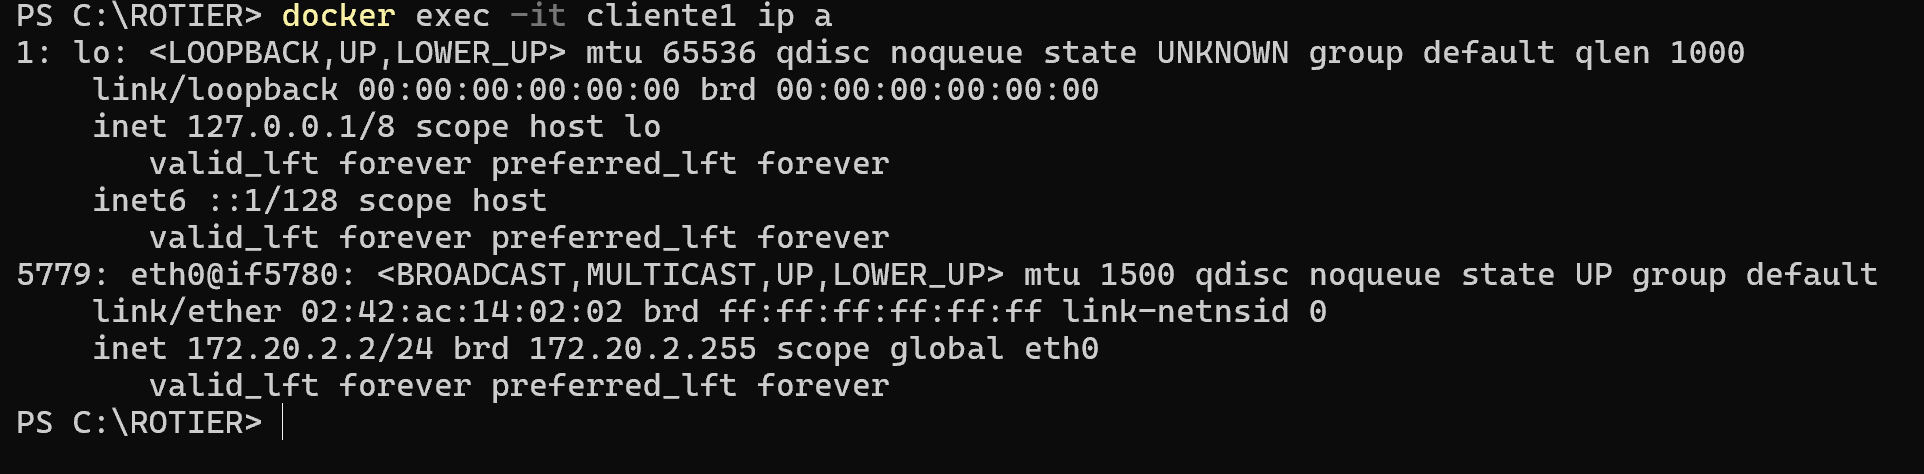 PS C:\ROTIER> docker exec -it cliente1 ip a
1: lo: <LOOPBACK,UP,LOWER_UP> mtu 65536 qdisc noqueue state UNKNOWN group default qlen 1000
    link/loopback 00:00:00:00:00:00 brd 00:00:00:00:00:00
    inet 127.0.0.1/8 scope host lo
       valid_lft forever preferred_lft forever
    inet6 ::1/128 scope host
       valid_lft forever preferred_lft forever
5779: eth0@if5780: <BROADCAST,MULTICAST,UP,LOWER_UP> mtu 1500 qdisc noqueue state UP group default
    link/ether 02:42:ac:14:02:02 brd ff:ff:ff:ff:ff:ff link-netnsid 0
    inet 172.20.2.2/24 brd 172.20.2.255 scope global eth0
       valid_lft forever preferred_lft forever
PS C:\ROTIER>